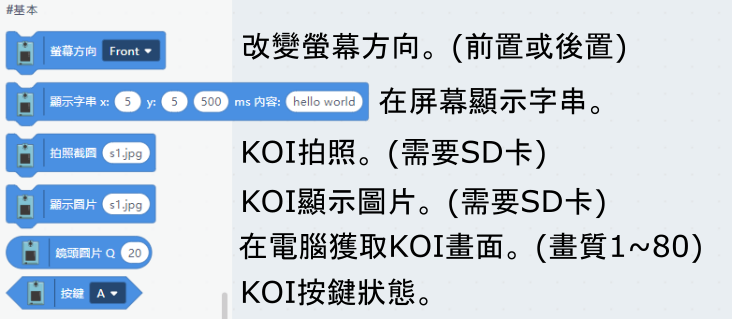 #基本
螢幕方向 Front 改變螢幕方向。(前置或後置)
顯示字串 x: 5 y: 5 500 ms 內容: hello world 在屏幕顯示字串。
拍照截圖 s1.jpg KOI拍照。(需要SD卡)
顯示圖片 s1.jpg KOI顯示圖片。(需要SD卡)
鏡頭圖片 Q 20 在電腦獲取KOI畫面。(畫質1~80)
按鍵 A KOI按鍵狀態。